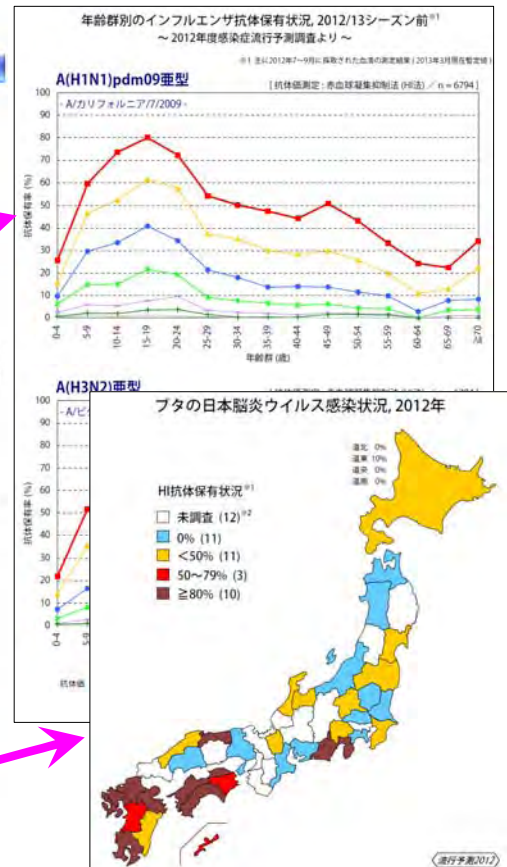 年齢群別のインフルエンザ抗体保有状況, 2012/13シーズン前※1
～ 2012年度感染症流行予測調査より ～
※1 主に2012年7~9月に採取された血清の測定結果 ( 2013年3月現在暫定値 )
A(H1N1)pdm09亜型
[ 抗体価測定 : 赤血球凝集抑制法 (HI法) ／ n = 6794 ]
- A/カリフォルニア/7/2009 -
抗体保有率 (%)
100
90
80
70
60
50
40
30
20
10
0
0-4
5-9
10-14
15-19
20-24
25-29
30-34
35-39
40-44
45-49
50-54
55-59
60-64
65-69
≧70
年齢群 (歳)
A(H3N2)亜型
- A/ビ
抗体保有率 (%)
100
90
80
70
60
50
40
30
20
10
0
0-4
5-9
抗体価
ブタの日本脳炎ウイルス感染状況, 2012年
道北 0%
道東 10%
道央 0%
道南 0%
HI抗体保有状況※1
未調査 (12)※2
0% (11)
<50% (11)
50～79% (3)
≧80% (10)
流行予測2012